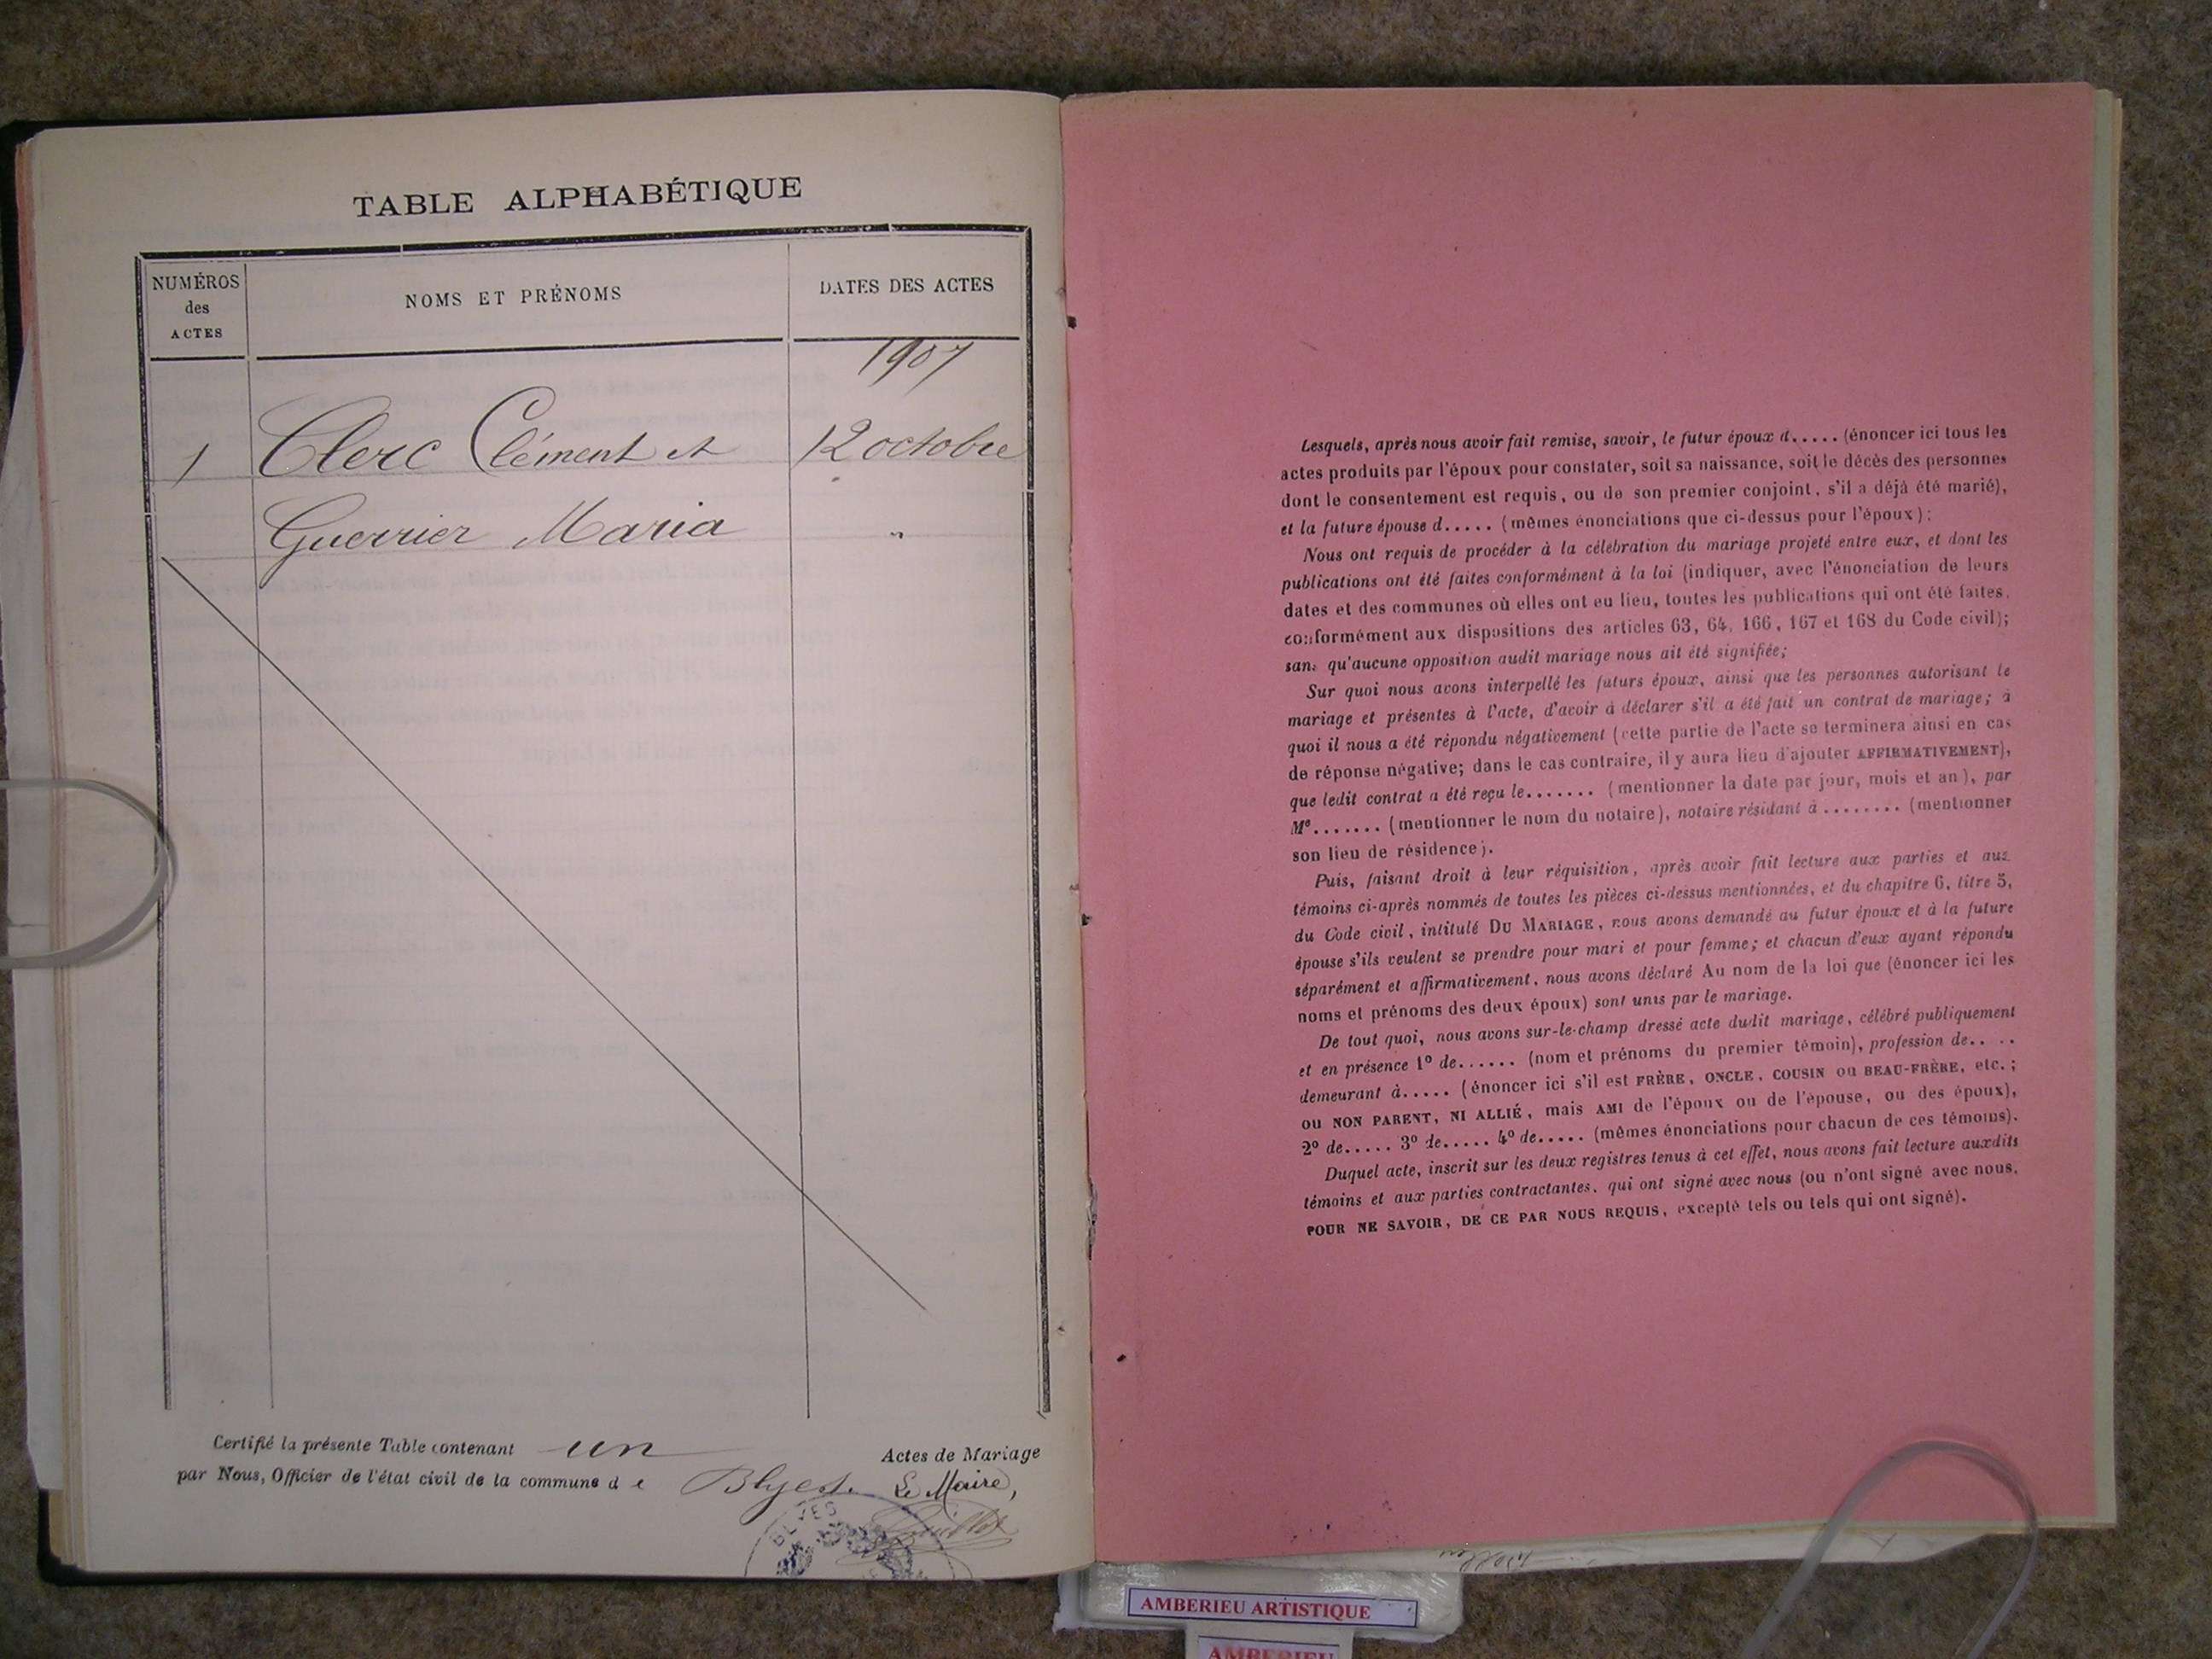 TABLE ALPHABÉTIQUE
NUMÉROS
des
ACTES
NOMS ET PRÉNOMS
DATES DES ACTES
1907
1 Clerc Clément et 12 octobre
Guerrier Maria "
Certifié la présente Table contenant un Actes de Mariage
par Nous, Officier de l'état civil de la commune d e Blyes. Le Maire,
BLYES
Lesquels, après nous avoir fait remise, savoir, le futur époux d..... (énoncer ici tous les
actes produits par l'époux pour constater, soit sa naissance, soit le décès des personnes
dont le consentement est requis, ou de son premier conjoint, s'il a déjà été marié),
et la future épouse d..... (mêmes énonciations que ci-dessus pour l'époux);
Nous ont requis de procéder à la célébration du mariage projeté entre eux, et dont les
publications ont été faites conformément à la loi (indiquer, avec l'énonciation de leurs
dates et des communes où elles ont eu lieu, toutes les publications qui ont été faites,
conformément aux dispositions des articles 63, 64, 166, 167 et 168 du Code civil);
sans qu'aucune opposition audit mariage nous ait été signifiée;
Sur quoi nous avons interpellé les futurs époux, ainsi que les personnes autorisant le
mariage et présentes à l'acte, d'avoir à déclarer s'il a été fait un contrat de mariage; à
quoi il nous a été répondu négativement (cette partie de l'acte se terminera ainsi en cas
de réponse négative; dans le cas contraire, il y aura lieu d'ajouter AFFIRMATIVEMENT),
que ledit contrat a été reçu le....... (mentionner la date par jour, mois et an), par
Me....... (mentionner le nom du notaire), notaire résidant à ........ (mentionner
son lieu de résidence).
Puis, faisant droit à leur réquisition, après avoir fait lecture aux parties et aux
témoins ci-après nommés de toutes les pièces ci-dessus mentionnées, et du chapitre 6, titre 5,
du Code civil, intitulé DU MARIAGE, nous avons demandé au futur époux et à la future
épouse s'ils veulent se prendre pour mari et pour femme; et chacun d'eux ayant répondu
séparément et affirmativement, nous avons déclaré Au nom de la loi que (énoncer ici les
noms et prénoms des deux époux) sont unis par le mariage.
De tout quoi, nous avons sur-le-champ dressé acte dudit mariage, célébré publiquement
et en présence 1º de...... (nom et prénoms du premier témoin), profession de.. ..
demeurant à..... (énoncer ici s'il est FRÈRE, ONCLE, COUSIN ou BEAU-FRÈRE, etc.;
ou NON PARENT, NI ALLIÉ, mais AMI de l'époux ou de l'épouse, ou des époux),
2º de..... 3º de..... 4º de..... (mêmes énonciations pour chacun de ces témoins).
Duquel acte, inscrit sur les deux registres tenus à cet effet, nous avons fait lecture auxdits
témoins et aux parties contractantes, qui ont signé avec nous (ou n'ont signé avec nous,
POUR NE SAVOIR, DE CE PAR NOUS REQUIS, excepté tels ou tels qui ont signé).
AMBERIEU ARTISTIQUE
AMBERIEU